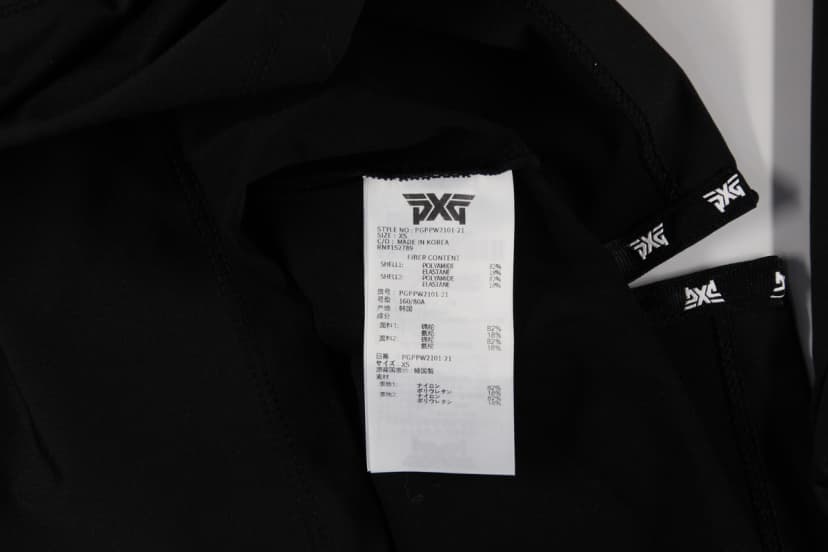 PXG
STYLE NO : PGPPW2101-21
SIZE : XS
C/O : MADE IN KOREA
RN#152789
FIBER CONTENT
SHELL1: POLYAMIDE 82%
ELASTANE 18%
SHELL2: POLYAMIDE 82%
ELASTANE 18%
货号 : PGPPW2101-21
号型 : 160/80A
产地 : 韩国
成分
面料1: 锦纶 82%
氨纶 18%
面料2: 锦纶 82%
氨纶 18%
品番 : PGPPW2101-21
サイズ : XS
原産国表示 : 韓国製
素材
表地1: ナイロン 82%
ポリウレタン 18%
表地2: ナイロン 82%
ポリウレタン 18%
PXG
PXG
PXG